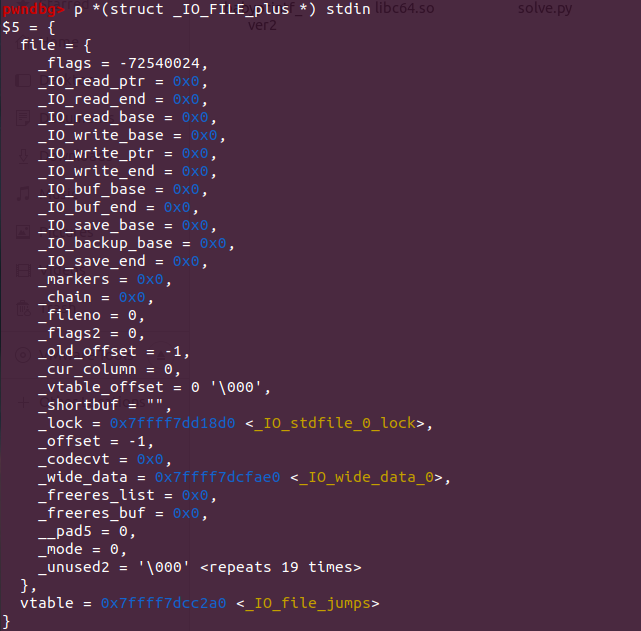 pwndbg> p *(struct _IO_FILE_plus *) stdin
libc64.so
solve.py
ver2
$5 = {
  file = {
    _flags = -72540024,
    _IO_read_ptr = 0x0,
    _IO_read_end = 0x0,
    _IO_read_base = 0x0,
    _IO_write_base = 0x0,
    _IO_write_ptr = 0x0,
    _IO_write_end = 0x0,
    _IO_buf_base = 0x0,
    _IO_buf_end = 0x0,
    _IO_save_base = 0x0,
    _IO_backup_base = 0x0,
    _IO_save_end = 0x0,
    _markers = 0x0,
    _chain = 0x0,
    _fileno = 0,
    _flags2 = 0,
    _old_offset = -1,
    _cur_column = 0,
    _vtable_offset = 0 '\000',
    _shortbuf = "",
    _lock = 0x7ffff7dd18d0 <_IO_stdfile_0_lock>,
    _offset = -1,
    _codecvt = 0x0,
    _wide_data = 0x7ffff7dcfae0 <_IO_wide_data_0>,
    _freeres_list = 0x0,
    _freeres_buf = 0x0,
    __pad5 = 0,
    _mode = 0,
    _unused2 = '\000' <repeats 19 times>
  },
  vtable = 0x7ffff7dcc2a0 <_IO_file_jumps>
}